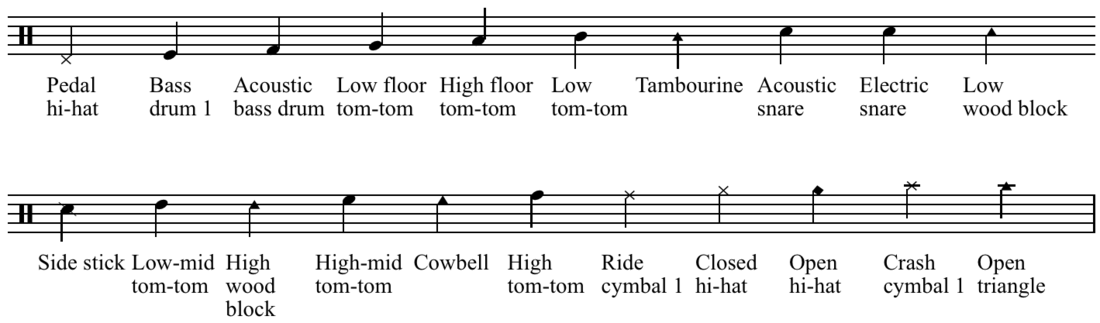 Pedal Bass Acoustic Low floor High floor Low Tambourine Acoustic Electric Low
hi-hat drum 1 bass drum tom-tom tom-tom tom-tom snare snare wood block
Side stick Low-mid High High-mid Cowbell High Ride Closed Open Crash Open
tom-tom wood tom-tom tom-tom cymbal 1 hi-hat hi-hat cymbal 1 triangle
block